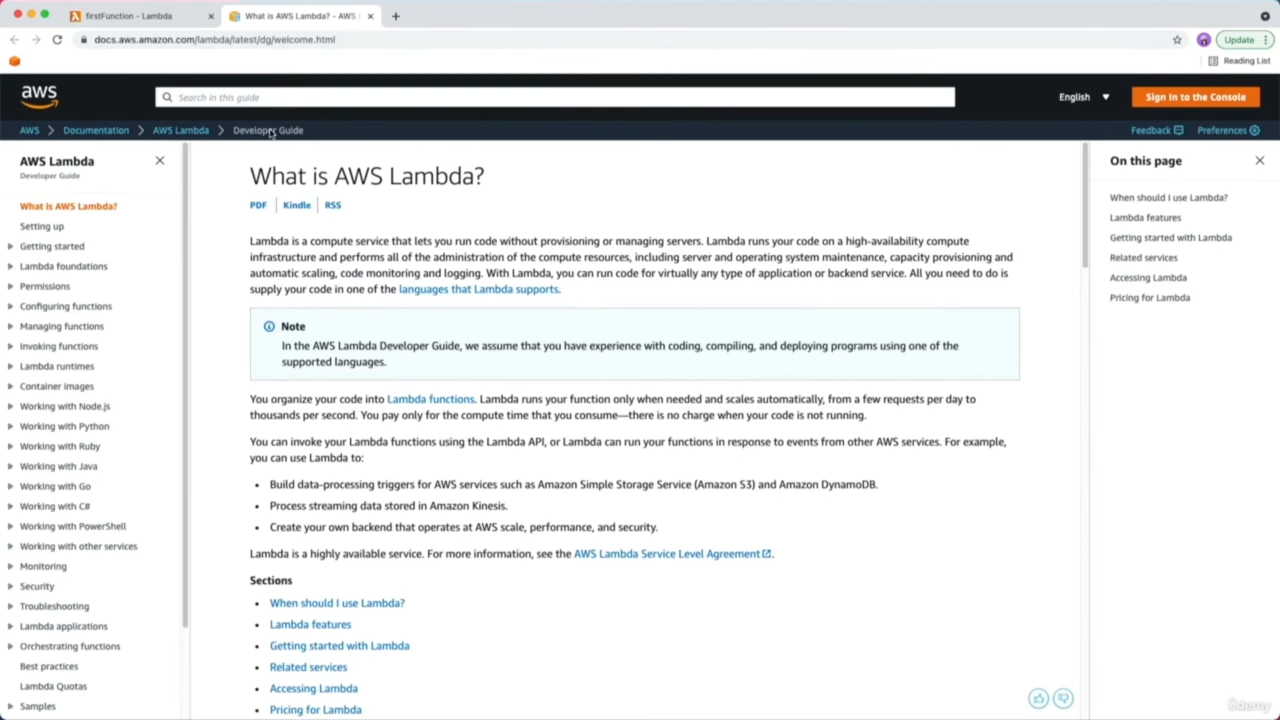 firstFunction - Lambda
What is AWS Lambda? - AWS L
docs.aws.amazon.com/lambda/latest/dg/welcome.html
Update
Reading List
aws
Search in this guide
English
Sign In to the Console
AWS
Documentation
AWS Lambda
Developer Guide
Feedback
Preferences
AWS Lambda
Developer Guide
What is AWS Lambda?
Setting up
Getting started
Lambda foundations
Permissions
Configuring functions
Managing functions
Invoking functions
Lambda runtimes
Container images
Working with Node.js
Working with Python
Working with Ruby
Working with Java
Working with Go
Working with C#
Working with PowerShell
Working with other services
Monitoring
Security
Troubleshooting
Lambda applications
Orchestrating functions
Best practices
Lambda Quotas
Samples
What is AWS Lambda?
PDF
Kindle
RSS
Lambda is a compute service that lets you run code without provisioning or managing servers. Lambda runs your code on a high-availability compute
infrastructure and performs all of the administration of the compute resources, including server and operating system maintenance, capacity provisioning and
automatic scaling, code monitoring and logging. With Lambda, you can run code for virtually any type of application or backend service. All you need to do is
supply your code in one of the languages that Lambda supports.
Note
In the AWS Lambda Developer Guide, we assume that you have experience with coding, compiling, and deploying programs using one of the
supported languages.
You organize your code into Lambda functions. Lambda runs your function only when needed and scales automatically, from a few requests per day to
thousands per second. You pay only for the compute time that you consume—there is no charge when your code is not running.
You can invoke your Lambda functions using the Lambda API, or Lambda can run your functions in response to events from other AWS services. For example,
you can use Lambda to:
• Build data-processing triggers for AWS services such as Amazon Simple Storage Service (Amazon S3) and Amazon DynamoDB.
• Process streaming data stored in Amazon Kinesis.
• Create your own backend that operates at AWS scale, performance, and security.
Lambda is a highly available service. For more information, see the AWS Lambda Service Level Agreement.
Sections
• When should I use Lambda?
• Lambda features
• Getting started with Lambda
• Related services
• Accessing Lambda
• Pricing for Lambda
On this page
When should I use Lambda?
Lambda features
Getting started with Lambda
Related services
Accessing Lambda
Pricing for Lambda
ûdemy